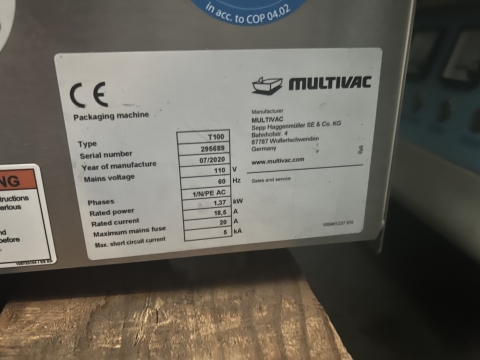 in acc. to COP 04.02
CE
MULTIVAC
Packaging machine
Manufacturer
MULTIVAC
Sepp Haggenmüller SE & Co. KG
Bahnhofstr. 4
87787 Wolfertschwenden
Germany
www.multivac.com
Sales and service
Type T100
Serial number 295689
Year of manufacture 07/2020
Mains voltage 110 V
60 Hz
Phases 1/N/PE AC
Rated power 1,37 kW
Rated current 18,5 A
Maximum mains fuse 20 A
Max. short circuit current 5 kA
NG
structions
erious
d
before